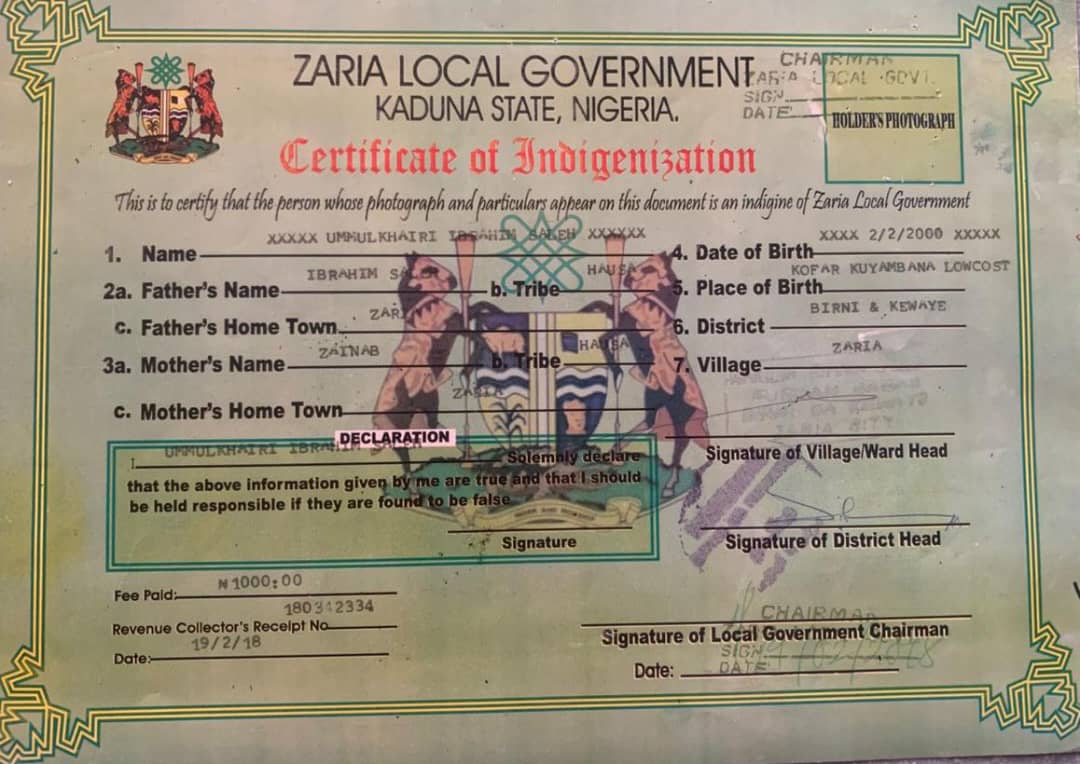 ZARIA LOCAL GOVERNMENT
KADUNA STATE, NIGERIA.
CHAIRMAN
ZARIA LOCAL GOVT.
SIGN
DATE
HOLDER'S PHOTOGRAPH
Certificate of Indigenization
This is to certify that the person whose photograph and particulars appear on this document is an indigine of Zaria Local Government
1. Name XXXXX UMMULKHAIRI IBRAHIM SALEH XXXXXX
2a. Father's Name IBRAHIM SALEH b. Tribe HAUSA
c. Father's Home Town ZARIA
3a. Mother's Name ZAINAB b. Tribe HAUSA
c. Mother's Home Town ZARIA
4. Date of Birth XXXX 2/2/2000 XXXXX
5. Place of Birth KOFAR KUYAMBANA LOWCOST
6. District BIRNI & KEWAYE
7. Village ZARIA
ZARIA CITY
Signature of Village/Ward Head
Signature of District Head
DECLARATION
I UMMULKHAIRI IBRAHIM SALEH Solemnly declare
that the above information given by me are true and that I should
be held responsible if they are found to be false
Signature
Fee Paid: ₦1000:00
Revenue Collector's Receipt No 180342334
Date: 19/2/18
CHAIRMAN
Signature of Local Government Chairman
SIGN
Date: DATE